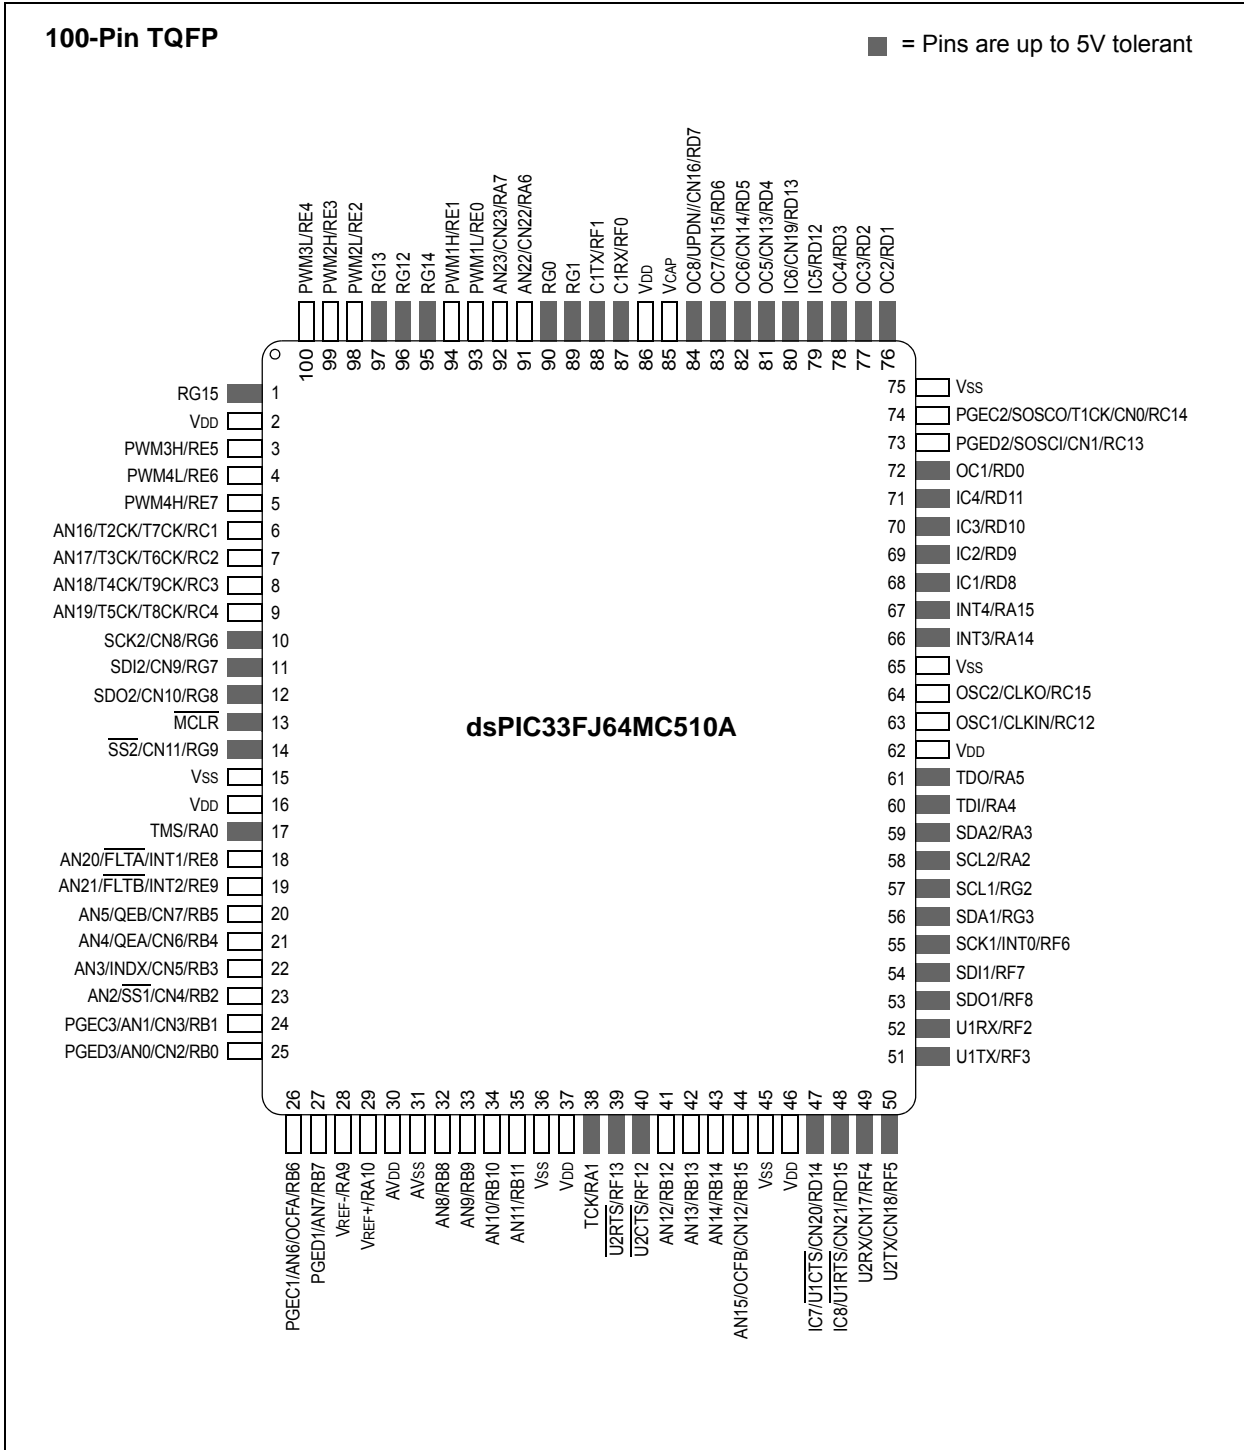 100-Pin TQFP
= Pins are up to 5V tolerant
PWM3L/RE4
PWM2H/RE3
PWM2L/RE2
RG13
RG12
RG14
PWM1H/RE1
PWM1L/RE0
AN23/CN23/RA7
AN22/CN22/RA6
RG0
RG1
C1TX/RF1
C1RX/RF0
VDD
VCAP
OC8/UPDN//CN16/RD7
OC7/CN15/RD6
OC6/CN14/RD5
OC5/CN13/RD4
IC6/CN19/RD13
IC5/RD12
OC4/RD3
OC3/RD2
OC2/RD1
100 99 98 97 96 95 94 93 92 91 90 89 88 87 86 85 84 83 82 81 80 79 78 77 76
RG15 1
VDD 2
PWM3H/RE5 3
PWM4L/RE6 4
PWM4H/RE7 5
AN16/T2CK/T7CK/RC1 6
AN17/T3CK/T6CK/RC2 7
AN18/T4CK/T9CK/RC3 8
AN19/T5CK/T8CK/RC4 9
SCK2/CN8/RG6 10
SDI2/CN9/RG7 11
SDO2/CN10/RG8 12
MCLR 13
SS2/CN11/RG9 14
VSS 15
VDD 16
TMS/RA0 17
AN20/FLTA/INT1/RE8 18
AN21/FLTB/INT2/RE9 19
AN5/QEB/CN7/RB5 20
AN4/QEA/CN6/RB4 21
AN3/INDX/CN5/RB3 22
AN2/SS1/CN4/RB2 23
PGEC3/AN1/CN3/RB1 24
PGED3/AN0/CN2/RB0 25
dsPIC33FJ64MC510A
75 VSS
74 PGEC2/SOSCO/T1CK/CN0/RC14
73 PGED2/SOSCI/CN1/RC13
72 OC1/RD0
71 IC4/RD11
70 IC3/RD10
69 IC2/RD9
68 IC1/RD8
67 INT4/RA15
66 INT3/RA14
65 VSS
64 OSC2/CLKO/RC15
63 OSC1/CLKIN/RC12
62 VDD
61 TDO/RA5
60 TDI/RA4
59 SDA2/RA3
58 SCL2/RA2
57 SCL1/RG2
56 SDA1/RG3
55 SCK1/INT0/RF6
54 SDI1/RF7
53 SDO1/RF8
52 U1RX/RF2
51 U1TX/RF3
26 27 28 29 30 31 32 33 34 35 36 37 38 39 40 41 42 43 44 45 46 47 48 49 50
PGEC1/AN6/OCFA/RB6
PGED1/AN7/RB7
VREF-/RA9
VREF+/RA10
AVDD
AVSS
AN8/RB8
AN9/RB9
AN10/RB10
AN11/RB11
VSS
VDD
TCK/RA1
U2RTS/RF13
U2CTS/RF12
AN12/RB12
AN13/RB13
AN14/RB14
AN15/OCFB/CN12/RB15
VSS
VDD
IC7/U1CTS/CN20/RD14
IC8/U1RTS/CN21/RD15
U2RX/CN17/RF4
U2TX/CN18/RF5